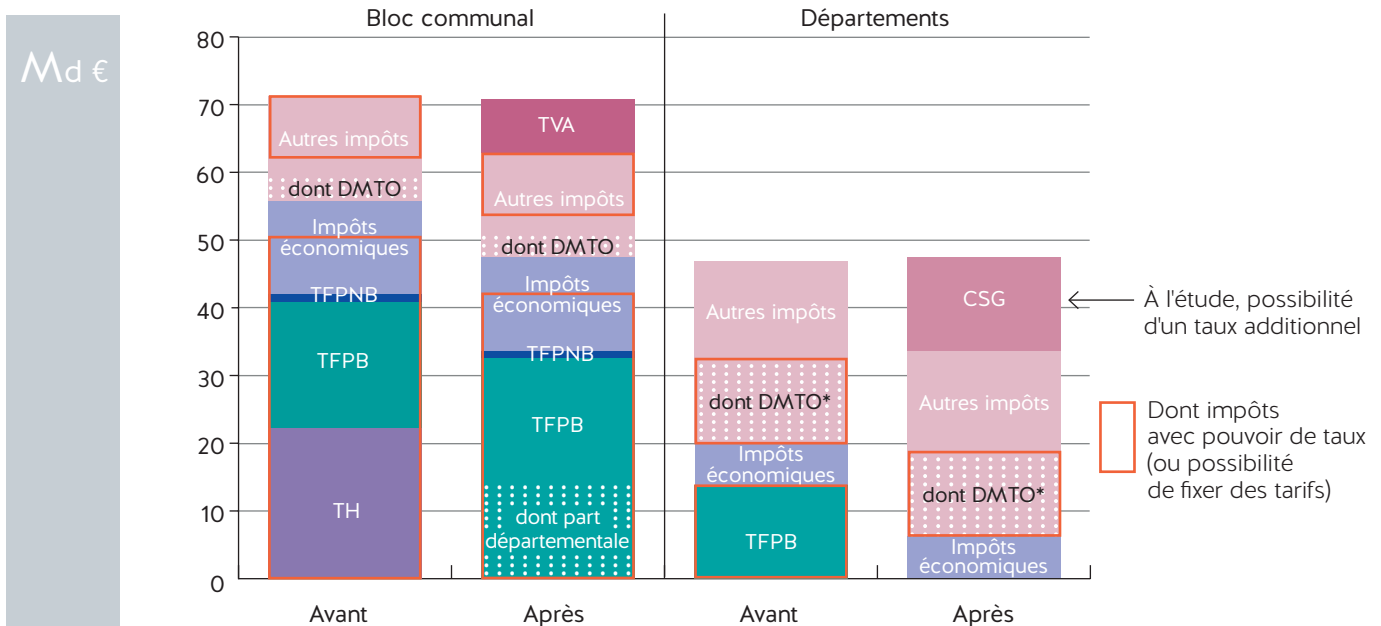 Bloc communal
Départements
Md €
80
70
60
50
40
30
20
10
0
Autres impôts
dont DMTO
Impôts
économiques
TFPNB
TFPB
TH
TVA
Autres impôts
dont DMTO
Impôts
économiques
TFPNB
TFPB
dont part
départementale
Autres impôts
dont DMTO*
Impôts
économiques
TFPB
CSG
Autres impôts
dont DMTO*
Impôts
économiques
À l'étude, possibilité
d'un taux additionnel
Dont impôts
avec pouvoir de taux
(ou possibilité
de fixer des tarifs)
Avant
Après
Avant
Après